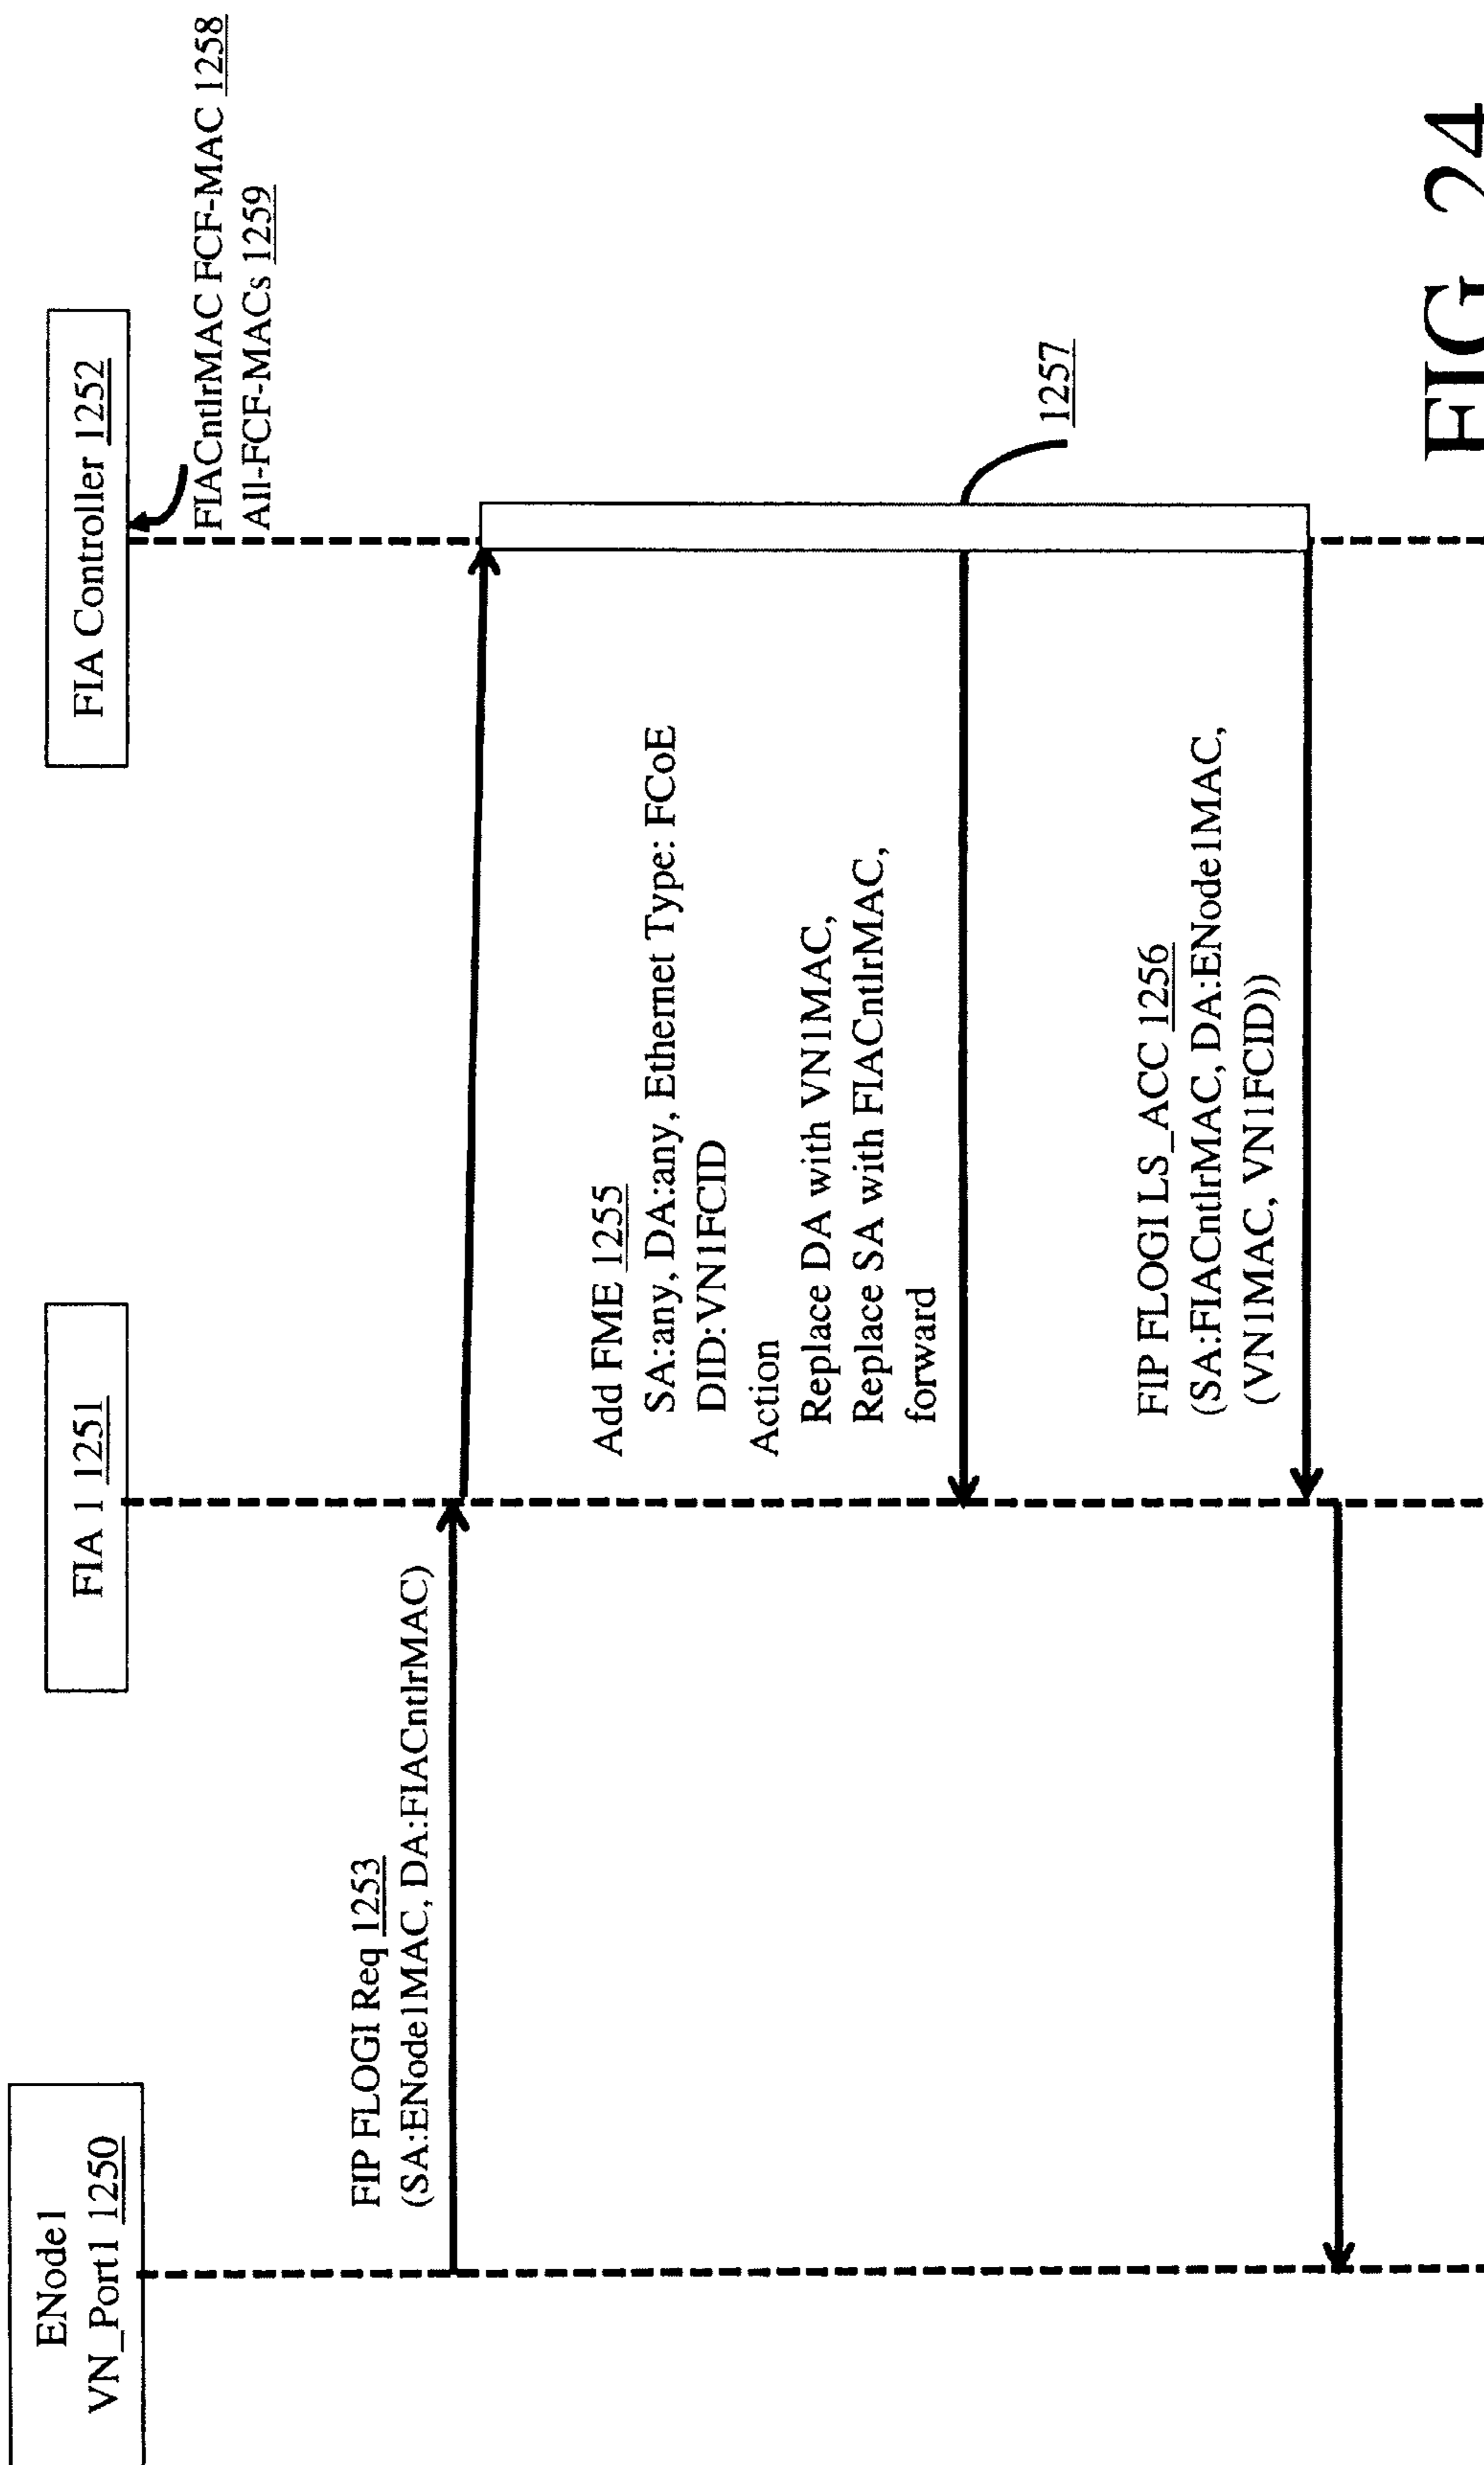 ENode1
VN_Port1 1250
FIA 1 1251
FIA Controller 1252
FIACntlrMAC FCF-MAC 1258
All-FCF-MACs 1259
FIP FLOGI Req 1253
(SA:ENode1MAC, DA:FIACntlrMAC)
Add FME 1255
SA:any, DA:any, Ethernet Type: FCoE
DID:VN1FCID
Action
Replace DA with VN1MAC,
Replace SA with FIACntlrMAC,
forward
1257
FIP FLOGI LS_ACC 1256
(SA:FIACntlrMAC, DA:ENode1MAC,
(VN1MAC, VN1FCID))
FIG. 24